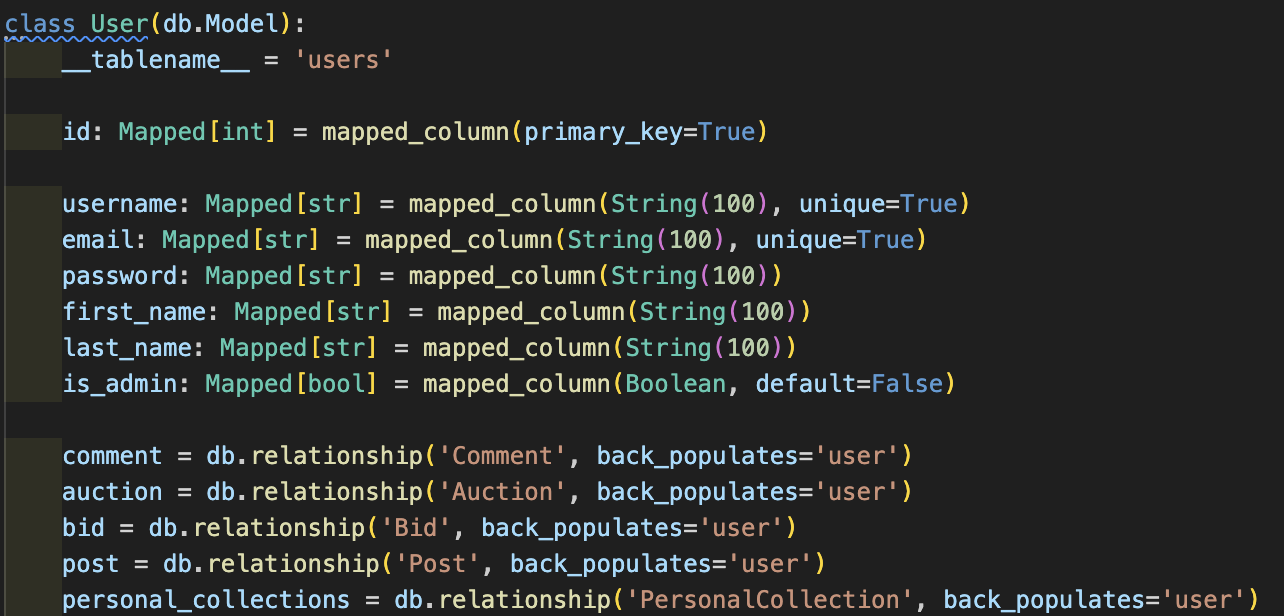 class User(db.Model):
    __tablename__ = 'users'

    id: Mapped[int] = mapped_column(primary_key=True)

    username: Mapped[str] = mapped_column(String(100), unique=True)
    email: Mapped[str] = mapped_column(String(100), unique=True)
    password: Mapped[str] = mapped_column(String(100))
    first_name: Mapped[str] = mapped_column(String(100))
    last_name: Mapped[str] = mapped_column(String(100))
    is_admin: Mapped[bool] = mapped_column(Boolean, default=False)

    comment = db.relationship('Comment', back_populates='user')
    auction = db.relationship('Auction', back_populates='user')
    bid = db.relationship('Bid', back_populates='user')
    post = db.relationship('Post', back_populates='user')
    personal_collections = db.relationship('PersonalCollection', back_populates='user')